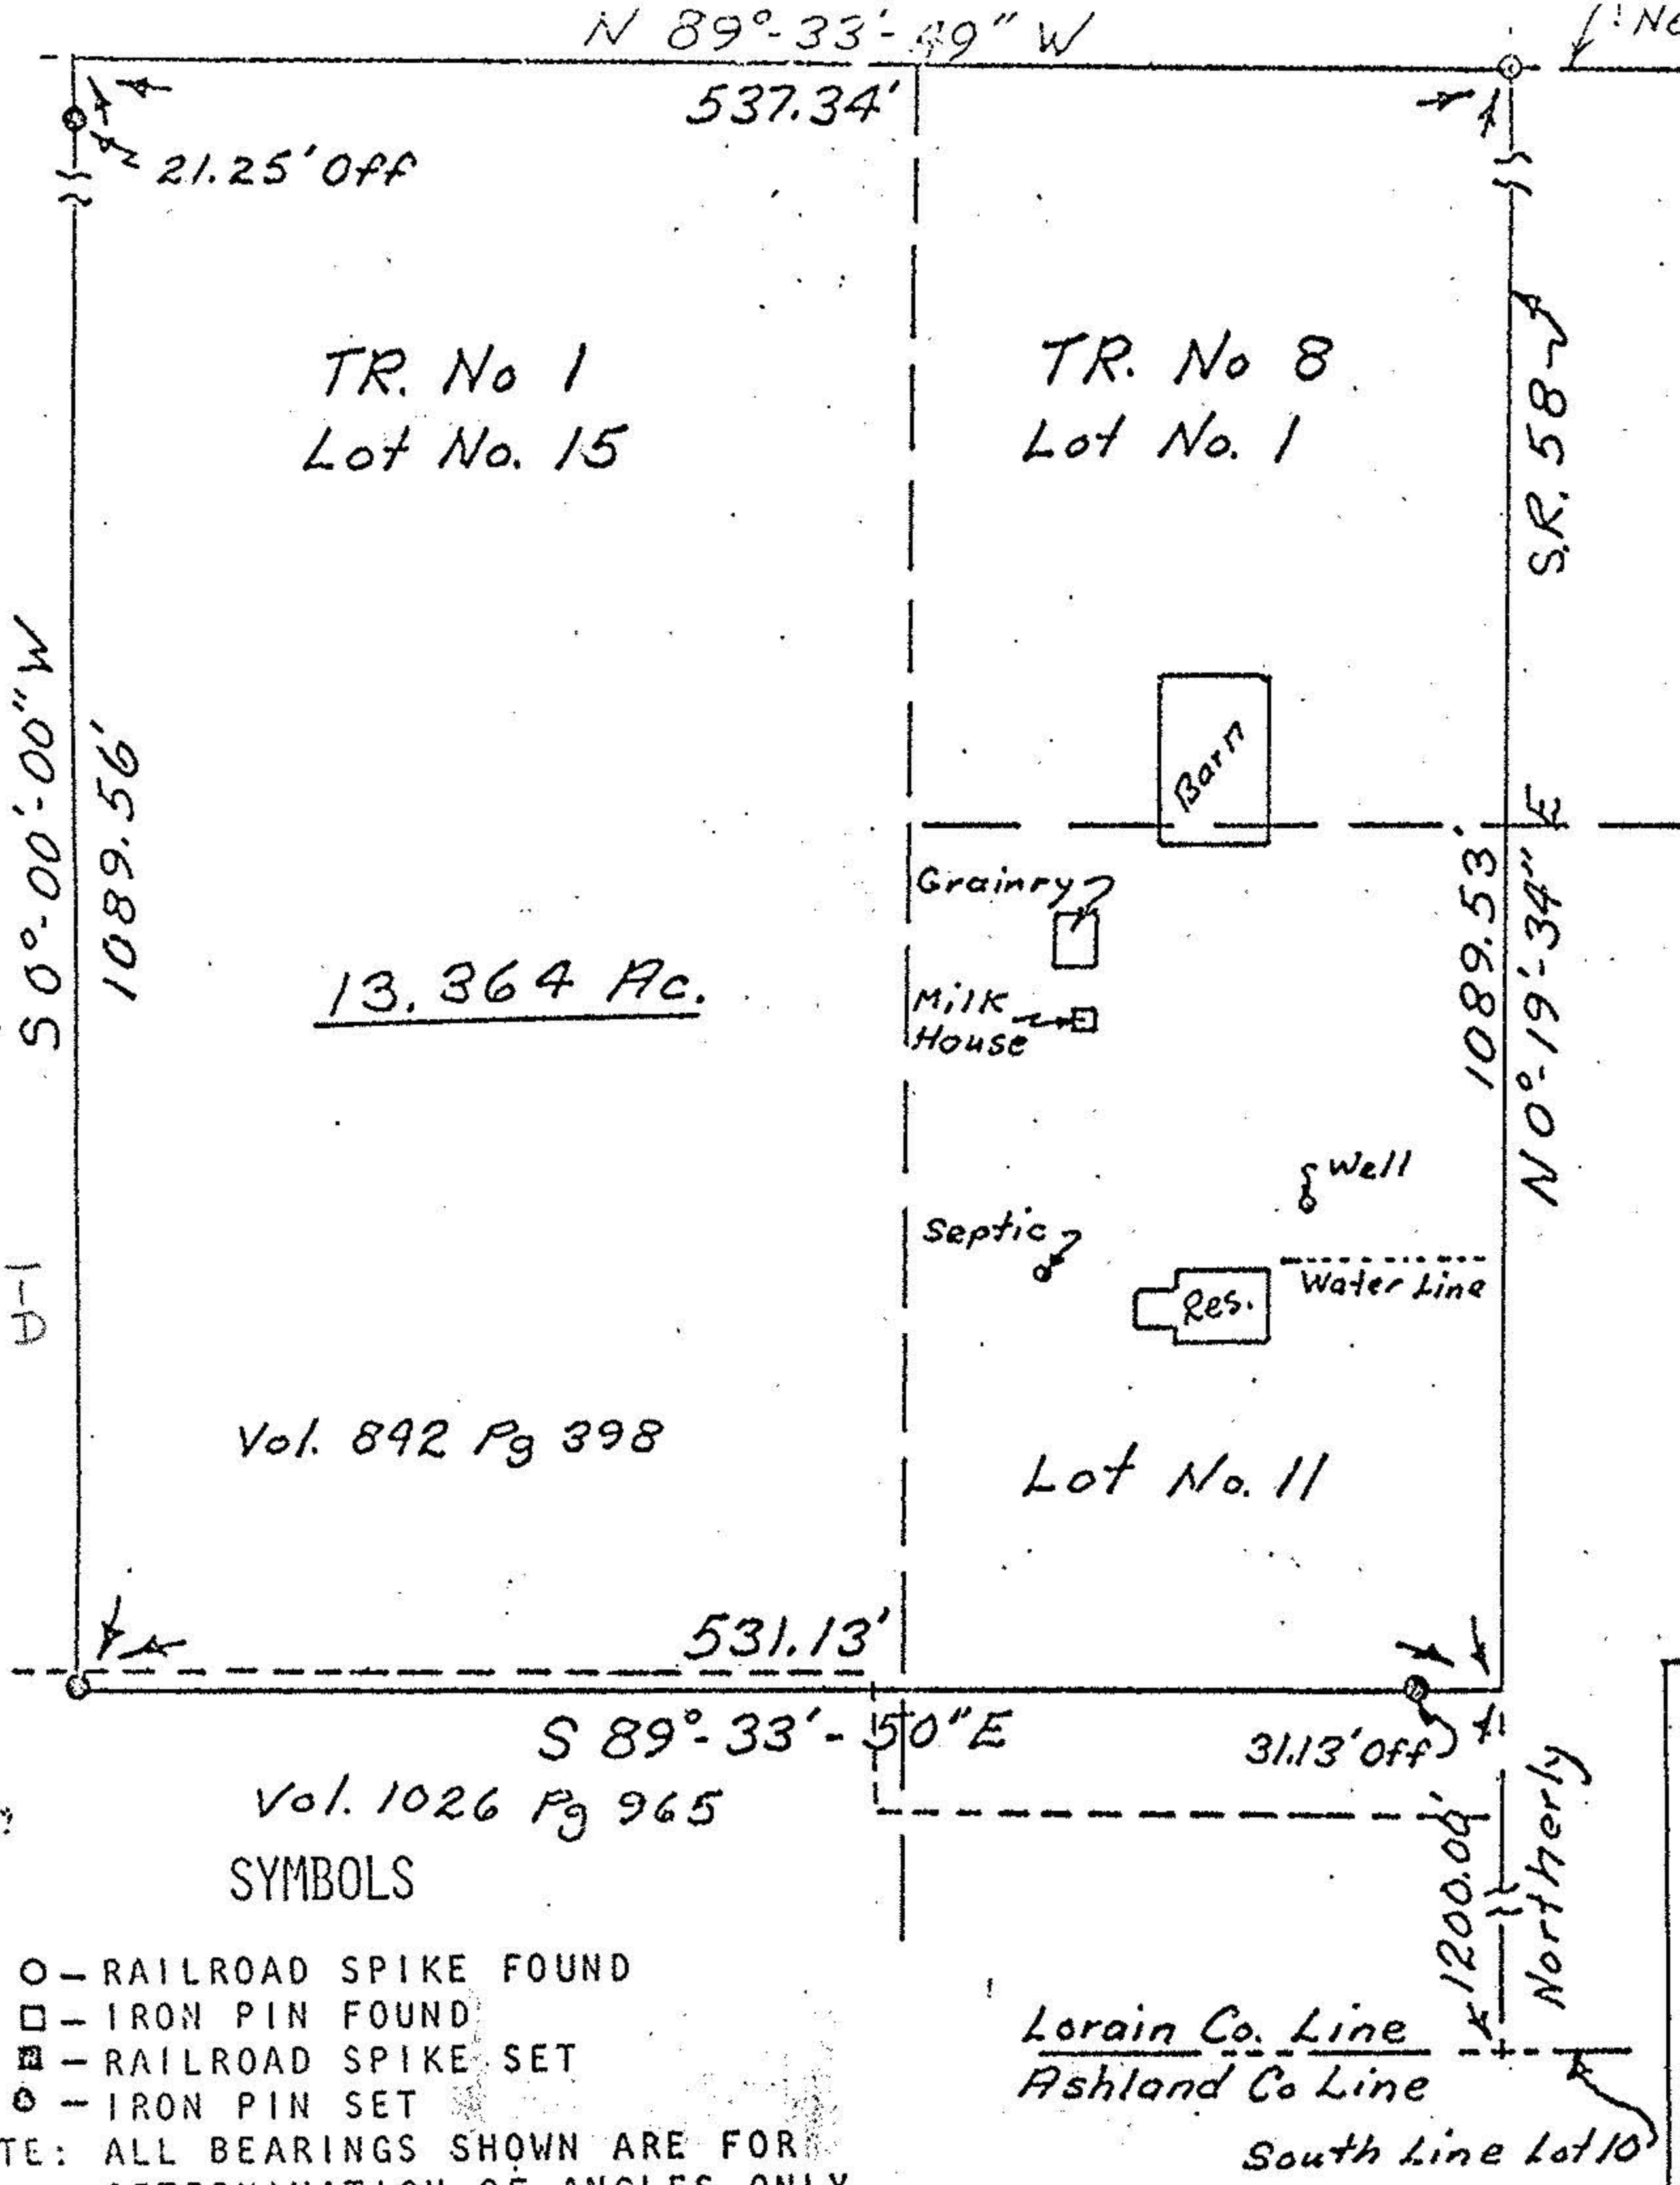 N 89°-33'-49" W
537.34'
21.25' Off
TR. No 1
Lot No. 15
TR. No 8
Lot No. 1
S.R. 58
S 0°-00'-00" W
1089.56'
Barn
Grainry
Milk
House
13.364 Ac.
1089.53'
N 0°-19'-34" E
Well
Septic
Water Line
Res.
Vol. 892 Pg 398
Lot No. 11
531.13'
S 89°-33'-50" E
31.13' Off
Vol. 1026 Pg 965
1200.00'
Northerly
SYMBOLS
O – RAILROAD SPIKE FOUND
□ – IRON PIN FOUND
– RAILROAD SPIKE SET
– IRON PIN SET
TE: ALL BEARINGS SHOWN ARE FOR
OF ANGLES ONLY
Lorain Co. Line
Ashland Co Line
South Line Lot 10